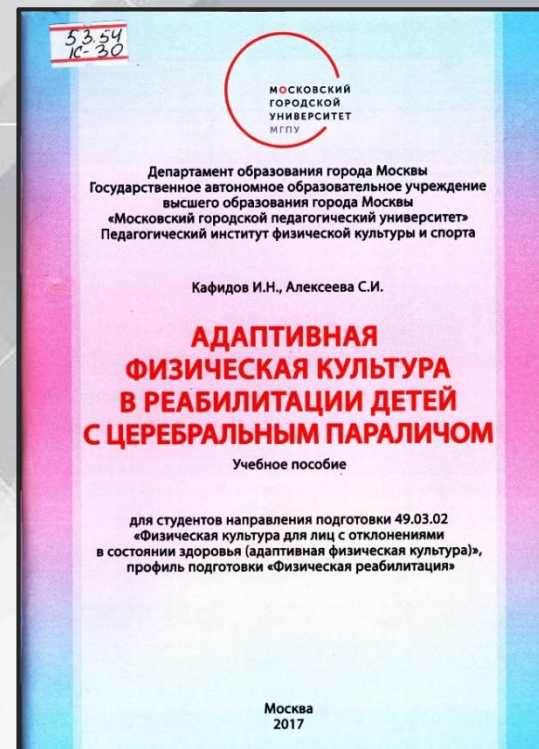 53.54
К-30
МОСКОВСКИЙ
ГОРОДСКОЙ
УНИВЕРСИТЕТ
МГПУ
Департамент образования города Москвы
Государственное автономное образовательное учреждение
высшего образования города Москвы
«Московский городской педагогический университет»
Педагогический институт физической культуры и спорта
Кафидов И.Н., Алексеева С.И.
АДАПТИВНАЯ
ФИЗИЧЕСКАЯ КУЛЬТУРА
В РЕАБИЛИТАЦИИ ДЕТЕЙ
С ЦЕРЕБРАЛЬНЫМ ПАРАЛИЧОМ
Учебное пособие
для студентов направления подготовки 49.03.02
«Физическая культура для лиц с отклонениями
в состоянии здоровья (адаптивная физическая культура)»,
профиль подготовки «Физическая реабилитация»
Москва
2017